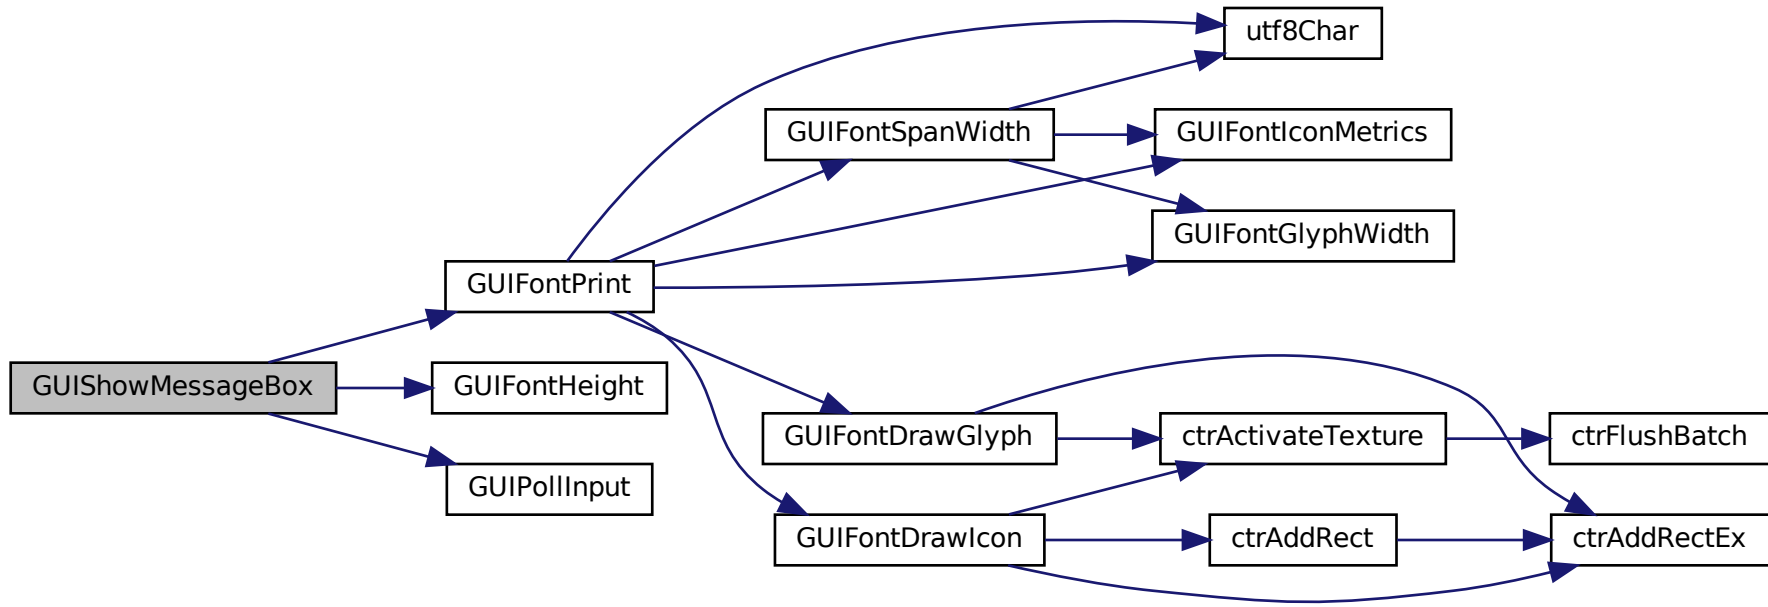 utf8Char
GUIFontSpanWidth
GUIFontIconMetrics
GUIFontGlyphWidth
GUIFontPrint
GUIShowMessageBox
GUIFontHeight
GUIFontDrawGlyph
ctrActivateTexture
ctrFlushBatch
GUIPollInput
GUIFontDrawIcon
ctrAddRect
ctrAddRectEx